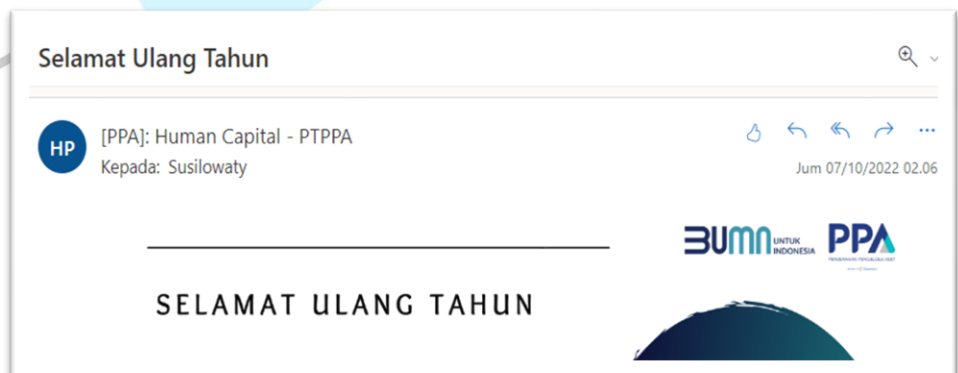 Selamat Ulang Tahun
HP
[PPA]: Human Capital - PTPPA
Kepada: Susilowaty
Jum 07/10/2022 02.06
BUMN UNTUK INDONESIA
PPA
SELAMAT ULANG TAHUN